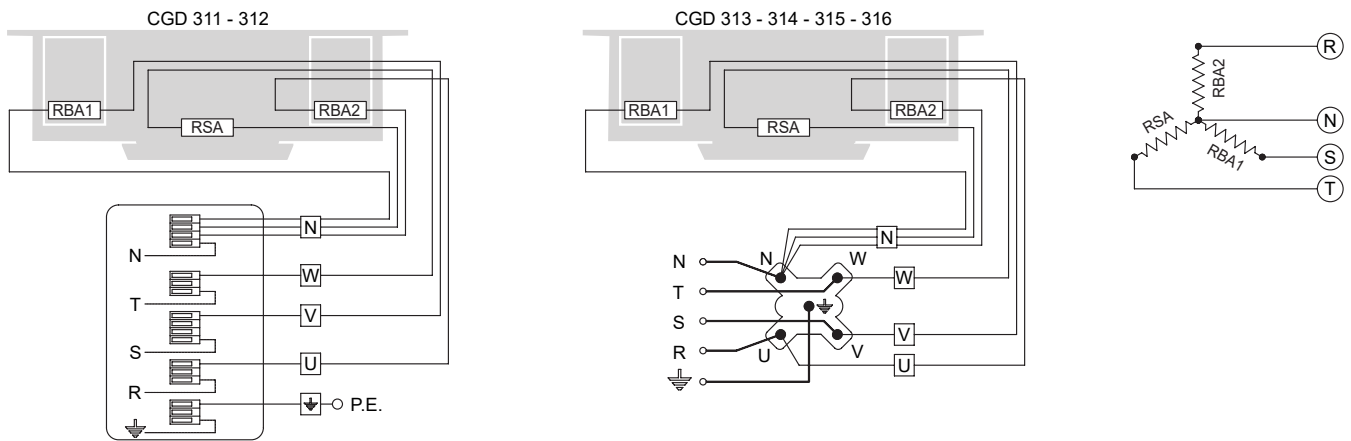 CGD 311 - 312
RBA1
RBA2
RSA
N
N
W
T
V
S
U
R
P.E.
CGD 313 - 314 - 315 - 316
RBA1
RBA2
RSA
N
N
N
W
W
T
S
V
R
U
V
U
R
RBA2
RSA
N
RBA1
S
T